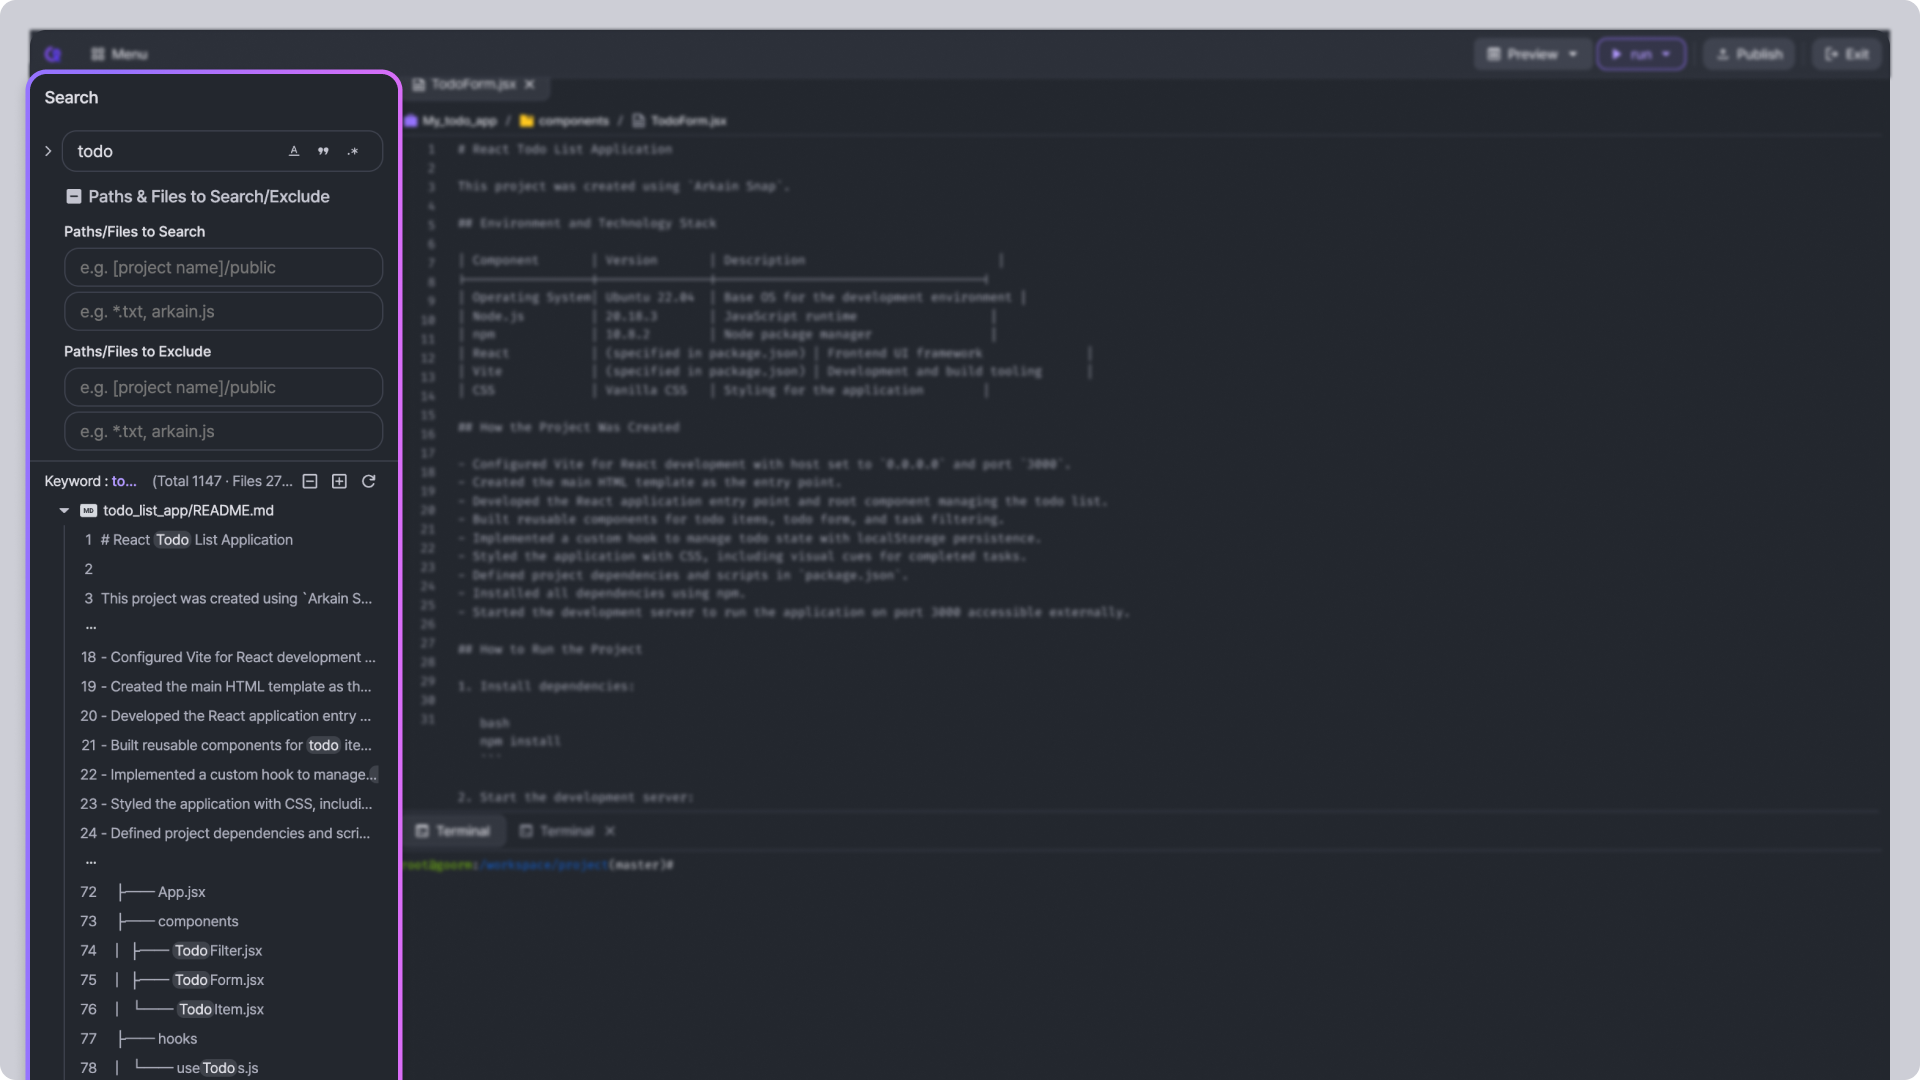 Menu
Preview
run
Publish
Exit
Search
todo
Paths & Files to Search/Exclude
Paths/Files to Search
e.g. [project name]/public
e.g. *.txt, arkain.js
Paths/Files to Exclude
e.g. [project name]/public
e.g. *.txt, arkain.js
Keyword : to... (Total 1147 · Files 27...
todo_list_app/README.md
1 # React Todo List Application
2
3 This project was created using `Arkain S...
...
18 - Configured Vite for React development ...
19 - Created the main HTML template as th...
20 - Developed the React application entry ...
21 - Built reusable components for todo ite...
22 - Implemented a custom hook to manage...
23 - Styled the application with CSS, includi...
24 - Defined project dependencies and scri...
...
72 ├── App.jsx
73 ├── components
74 | ├── TodoFilter.jsx
75 | ├── TodoForm.jsx
76 | └── TodoItem.jsx
77 ├── hooks
78 | └── useTodos.js
TodoForm.jsx
My_todo_app / components / TodoForm.jsx
1 # React Todo List Application
2
3 This project was created using `Arkain Snap`.
4
5 ## Environment and Technology Stack
6
7 | Component | Version | Description |
8
9 | Operating System| Ubuntu 22.04 | Base OS for the development environment |
10 | Node.js | 20.18.3 | JavaScript runtime |
11 | npm | 10.8.2 | Node package manager |
12 | React | (specified in package.json) | Frontend UI framework |
13 | Vite | (specified in package.json) | Development and build tooling |
14 | CSS | Vanilla CSS | Styling for the application |
15
16 ## How the Project Was Created
17
18 - Configured Vite for React development with host set to `0.0.0.0` and port `3000`.
19 - Created the main HTML template as the entry point.
20 - Developed the React application entry point and root component managing the todo list.
21 - Built reusable components for todo items, todo form, and task filtering.
22 - Implemented a custom hook to manage todo state with localStorage persistence.
23 - Styled the application with CSS, including visual cues for completed tasks.
24 - Defined project dependencies and scripts in `package.json`.
25 - Installed all dependencies using npm.
26 - Started the development server to run the application on port 3000 accessible externally.
27
28 ## How to Run the Project
29
30 1. Install dependencies:
31
bash
npm install
```
2. Start the development server:
Terminal
Terminal
root@goorm:/workspace/project(master)#